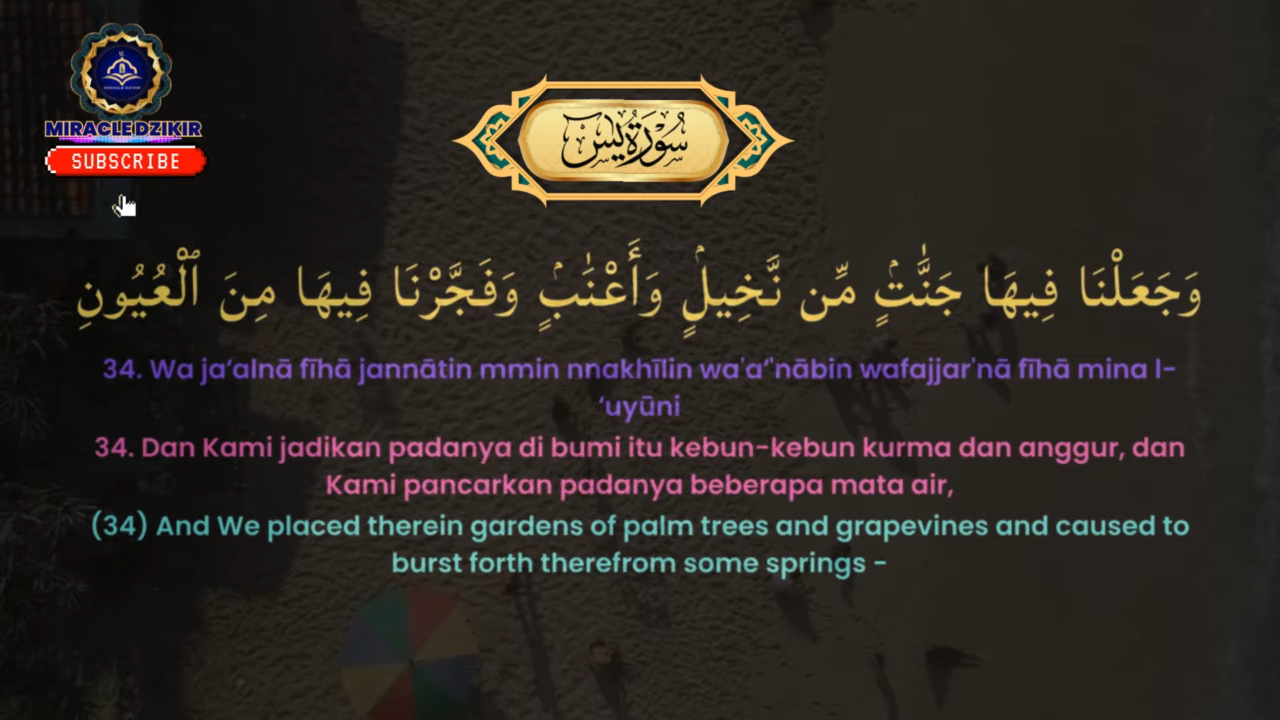 MIRACLE DZIKIR
SUBSCRIBE
سُوْرَةُ يٰسٓ
وَجَعَلْنَا فِيهَا جَنَّٰتٍۢ مِّن نَّخِيلٍۢ وَأَعْنَٰبٍۢ وَفَجَّرْنَا فِيهَا مِنَ ٱلْعُيُونِ
34. Wa ja‘alnā fīhā jannātin mmin nnakhīlin wa'a‘'nābin wafajjar'nā fīhā mina l-
‘uyūni
34. Dan Kami jadikan padanya di bumi itu kebun-kebun kurma dan anggur, dan
Kami pancarkan padanya beberapa mata air,
(34) And We placed therein gardens of palm trees and grapevines and caused to
burst forth therefrom some springs -